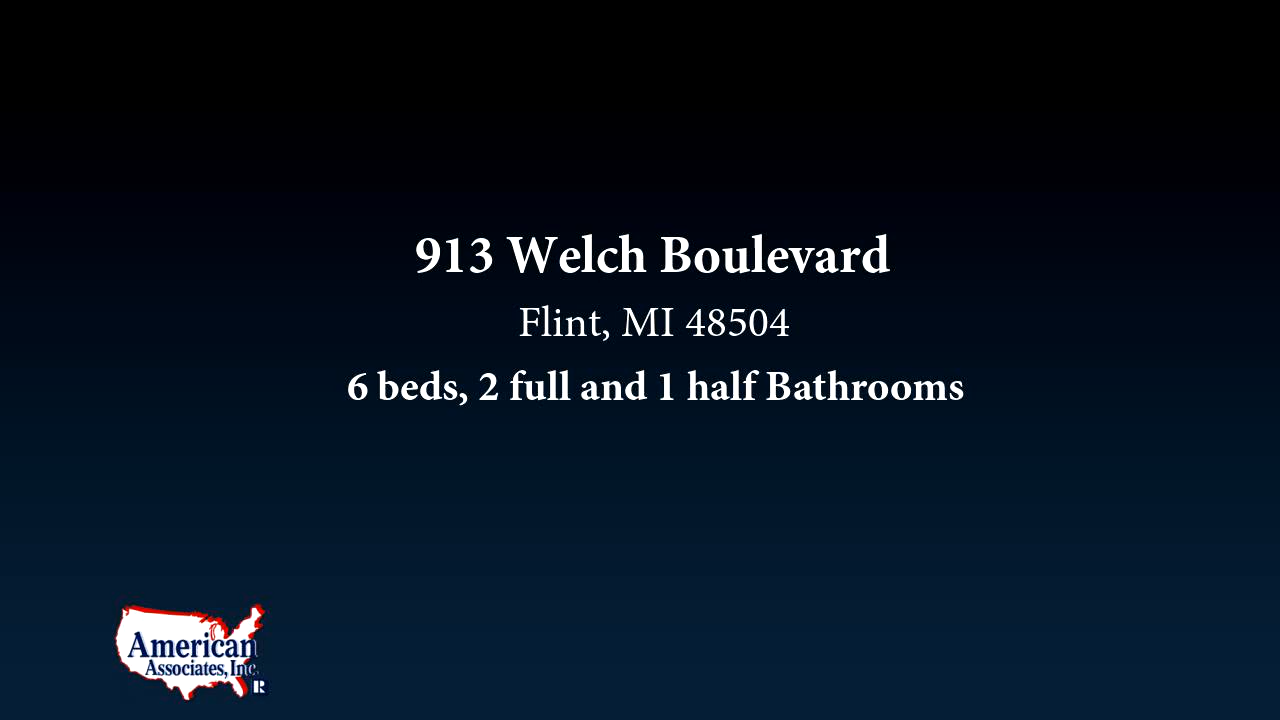 913 Welch Boulevard
Flint, MI 48504
6 beds, 2 full and 1 half Bathrooms
American
Associates, Inc.
R